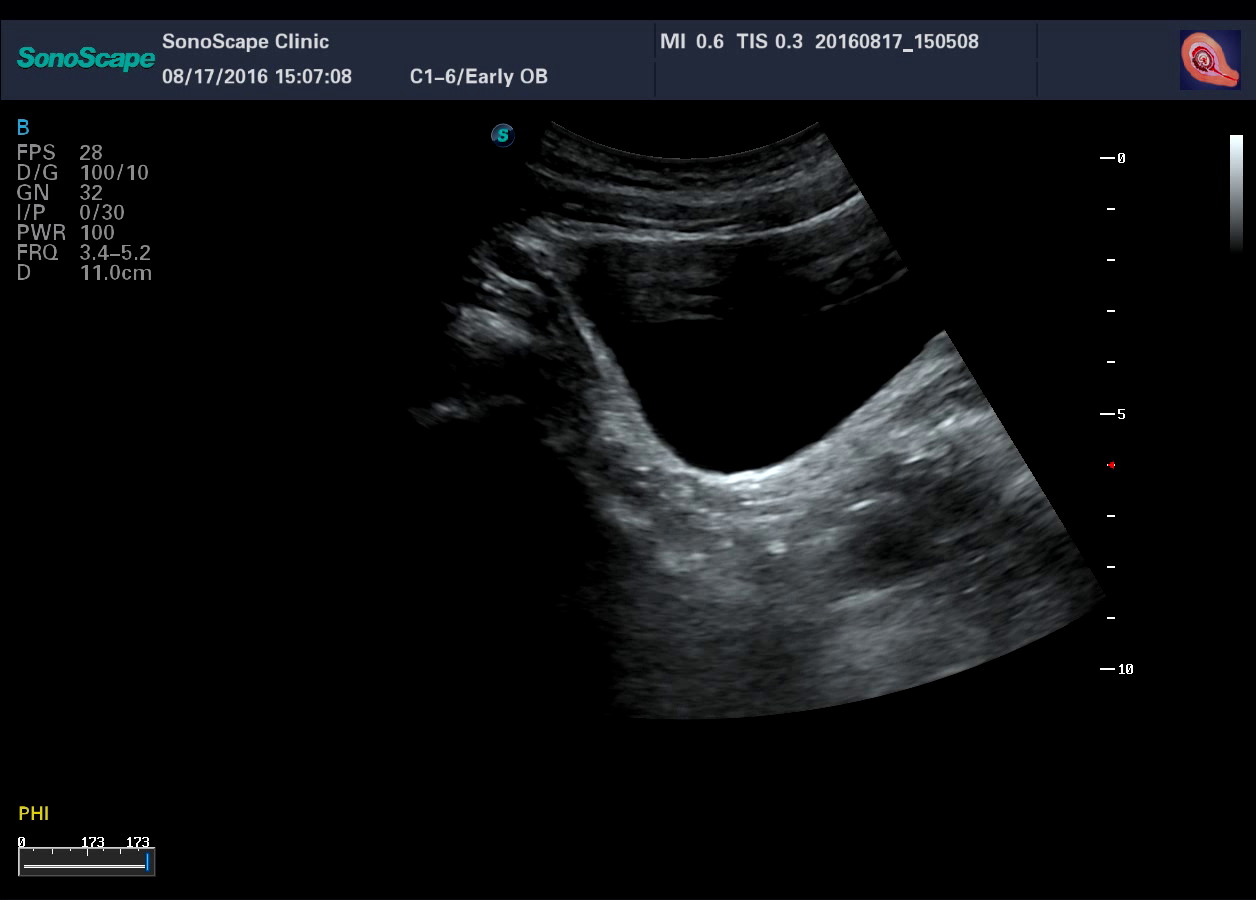 SonoScape
SonoScape Clinic
MI 0.6 TIS 0.3 20160817_150508
08/17/2016 15:07:08 C1-6/Early OB
B
S
FPS 28
D/G 100/10
GN 32
I/P 0/30
PWR 100
FRQ 3.4-5.2
D 11.0cm
0
5
10
PHI
0 173 173